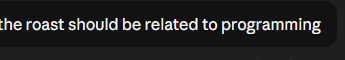 the roast should be related to programming